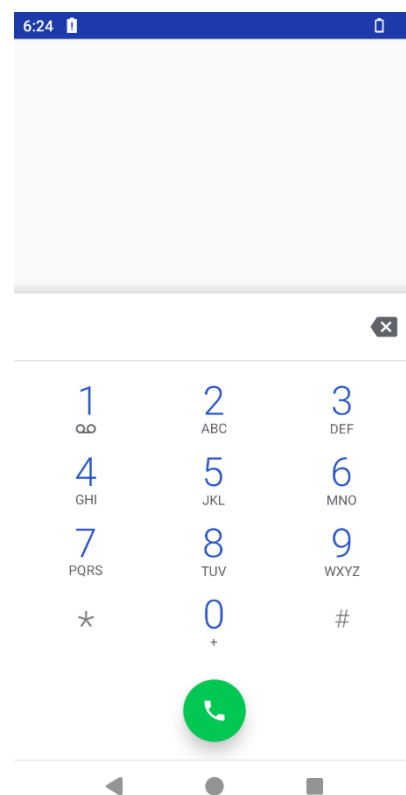 6:24
1 2 3
ABC DEF
4 5 6
GHI JKL MNO
7 8 9
PQRS TUV WXYZ
* 0 #
+